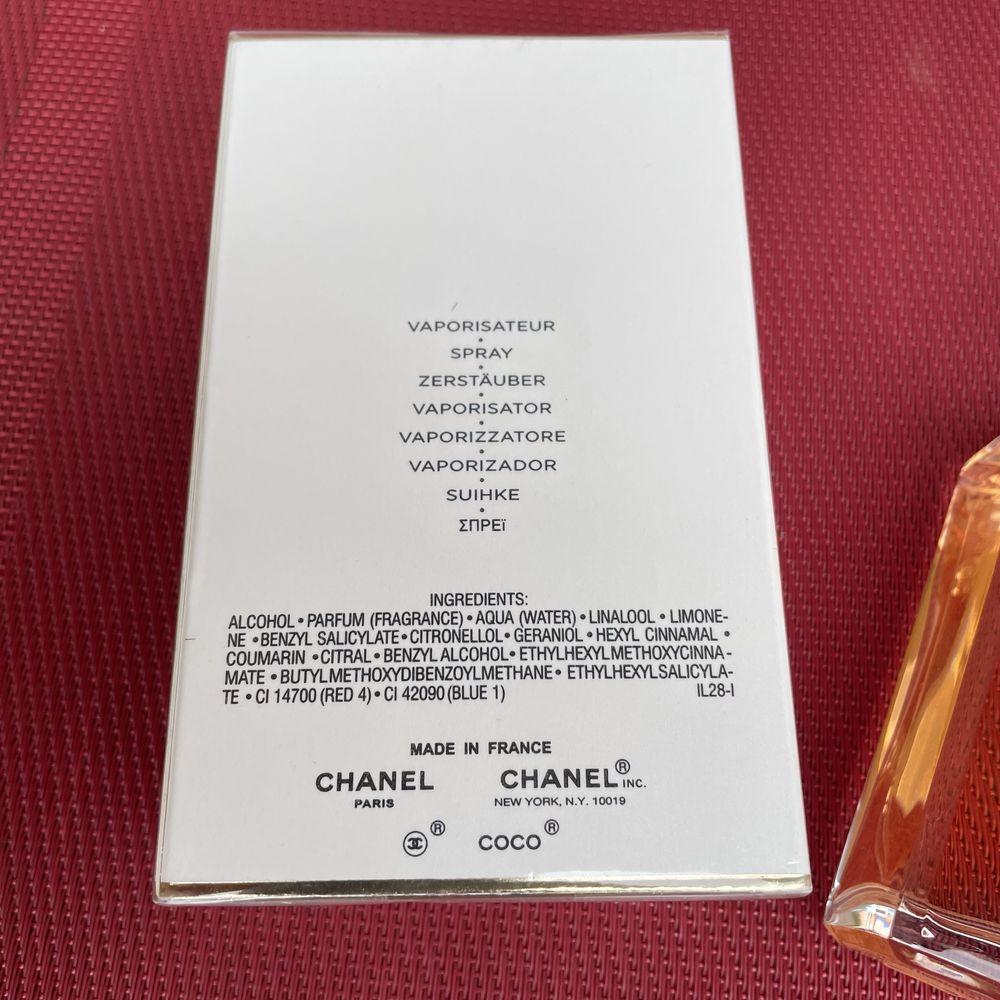 VAPORISATEUR
•
SPRAY
•
ZERSTÄUBER
•
VAPORISATOR
•
VAPORIZZATORE
•
VAPORIZADOR
•
SUIHKE
•
ΣΠΡΕϊ
INGREDIENTS:
ALCOHOL • PARFUM (FRAGRANCE) • AQUA (WATER) • LINALOOL • LIMONE-
NE • BENZYL SALICYLATE • CITRONELLOL • GERANIOL • HEXYL CINNAMAL •
COUMARIN • CITRAL • BENZYL ALCOHOL • ETHYLHEXYL METHOXYCINNA-
MATE • BUTYL METHOXYDIBENZOYLMETHANE • ETHYLHEXYL SALICYLA-
TE • CI 14700 (RED 4) • CI 42090 (BLUE 1) IL28-I
MADE IN FRANCE
CHANEL CHANEL® INC.
PARIS NEW YORK, N.Y. 10019
® COCO®